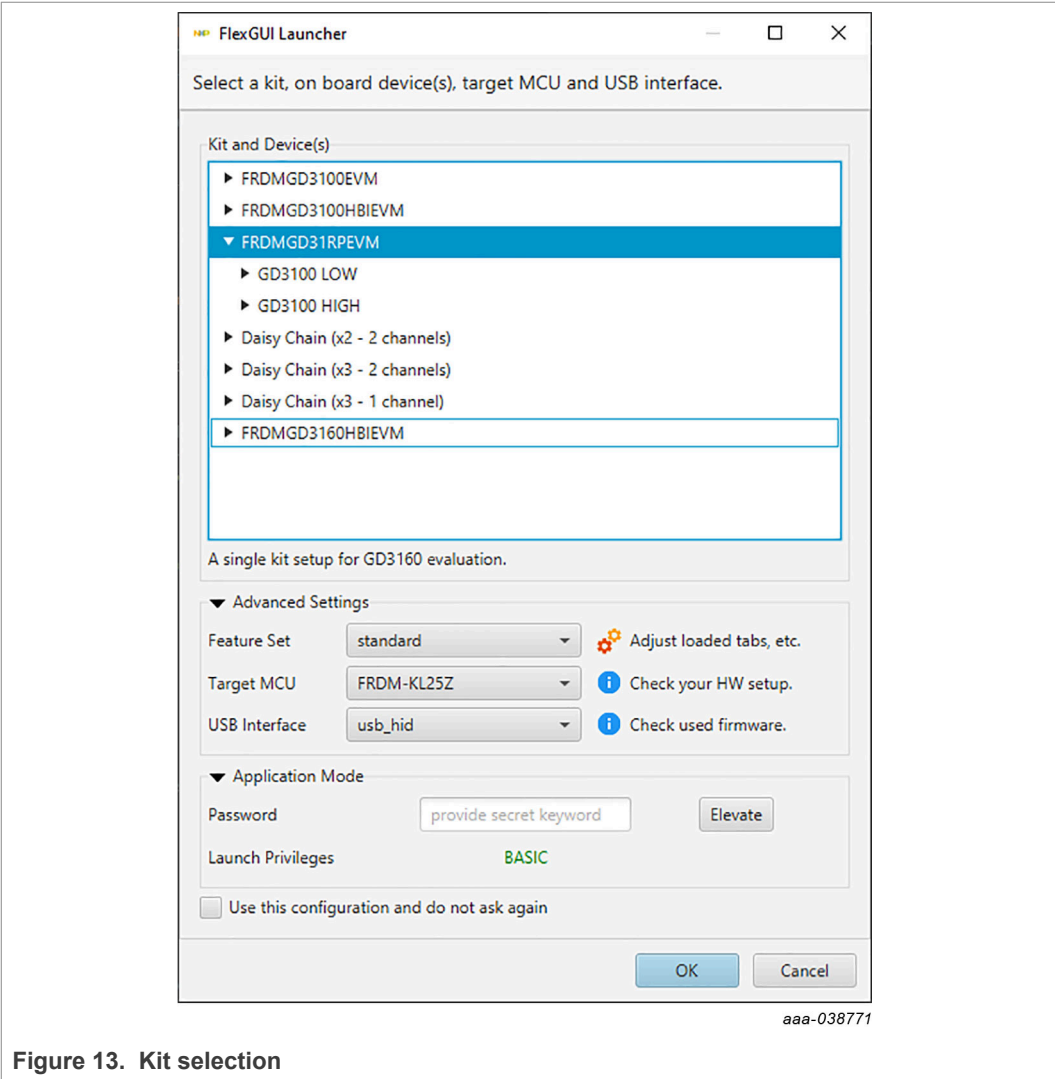 NXP FlexGUI Launcher
Select a kit, on board device(s), target MCU and USB interface.
Kit and Device(s)
FRDMGD3100EVM
FRDMGD3100HBIEVM
FRDMGD31RPEVM
GD3100 LOW
GD3100 HIGH
Daisy Chain (x2 - 2 channels)
Daisy Chain (x3 - 2 channels)
Daisy Chain (x3 - 1 channel)
FRDMGD3160HBIEVM
A single kit setup for GD3160 evaluation.
Advanced Settings
Feature Set standard Adjust loaded tabs, etc.
Target MCU FRDM-KL25Z Check your HW setup.
USB Interface usb_hid Check used firmware.
Application Mode
Password provide secret keyword Elevate
Launch Privileges BASIC
Use this configuration and do not ask again
OK Cancel
aaa-038771
Figure 13. Kit selection